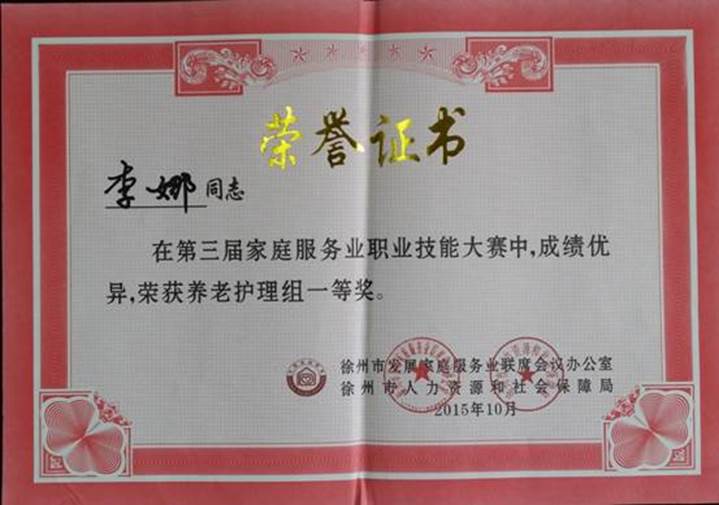 荣誉证书
李娜同志
在第三届家庭服务业职业技能大赛中,成绩优
异,荣获养老护理组一等奖。
徐州市发展家庭服务业联席会议办公室
徐州市人力资源和社会保障局
2015年10月